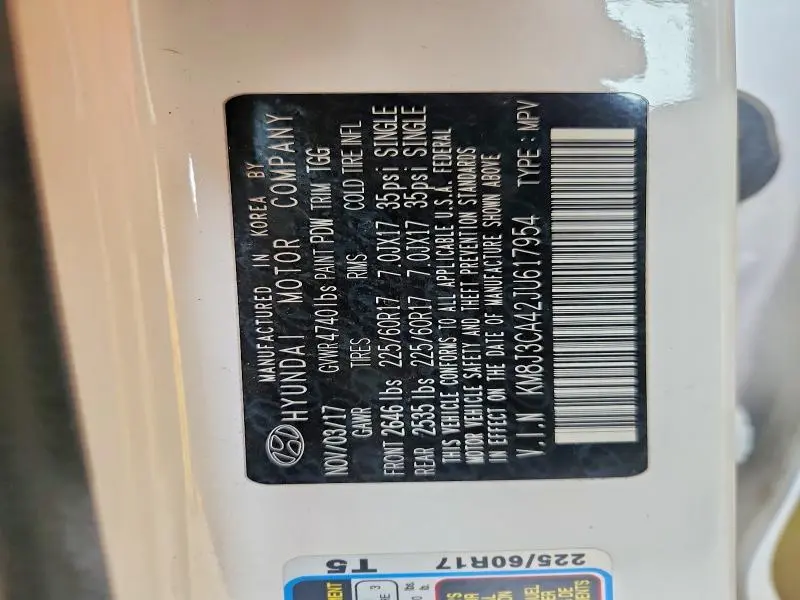 MANUFACTURED IN KOREA BY
HYUNDAI MOTOR COMPANY
NOV/03/17 GVWR4740lbs PAINT PDW TRIM TGG
GAWR TIRES RIMS COLD TIRE INFL
FRONT 2646 lbs 225/60R17 7.0JX17 35psi SINGLE
REAR 2535 lbs 225/60R17 7.0JX17 35psi SINGLE
THIS VEHICLE CONFORMS TO ALL APPLICABLE U.S.A. FEDERAL
MOTOR VEHICLE SAFETY AND THEFT PREVENTION STANDARDS
IN EFFECT ON THE DATE OF MANUFACTURE SHOWN ABOVE
V.I.N KM8J3CA42JU617954 TYPE : MPV
T5
225/60R17